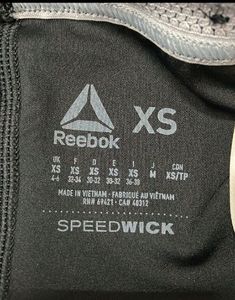 XS
Reebok
UK F D E I J CDN
XS XS XS XS XS M XS/TP
4-6 32-34 30-32 30-32 36-38
MADE IN VIETNAM · FABRIQUÉ AU VIÊTNAM
RN# 69421 · CA# 40312
SPEEDWICK